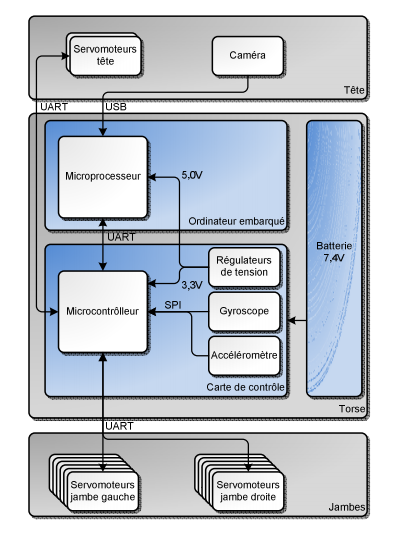 Servomoteurs
tête
Caméra
Tête
UART
USB
Microprocesseur
5,0V
Ordinateur embarqué
Batterie
7,4V
UART
Régulateurs
de tension
3,3V
SPI
Microcontrôlleur
Gyroscope
Accéléromètre
Carte de contrôle
Torse
UART
Servomoteurs
jambe gauche
Servomoteurs
jambe droite
Jambes